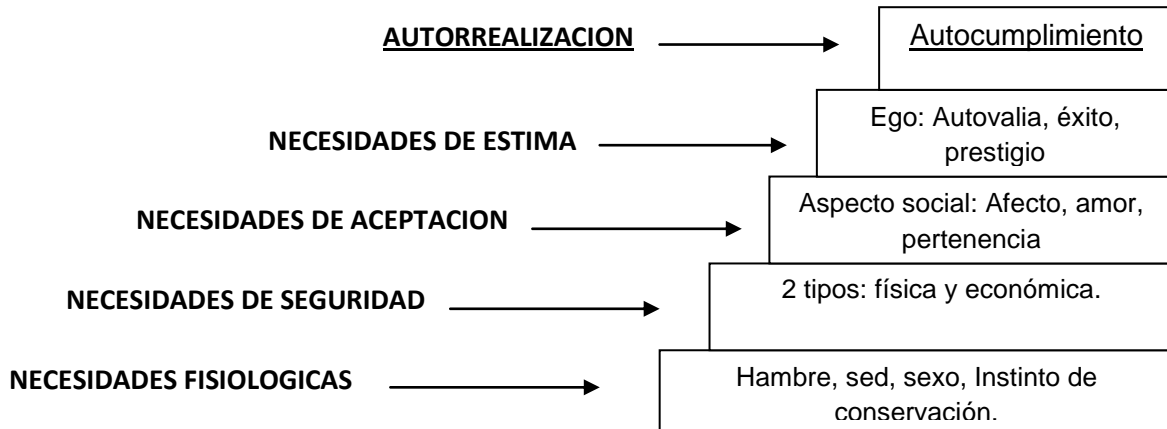 AUTORREALIZACION
Autocumplimiento
NECESIDADES DE ESTIMA
Ego: Autovalia, éxito,
prestigio
NECESIDADES DE ACEPTACION
Aspecto social: Afecto, amor,
pertenencia
NECESIDADES DE SEGURIDAD
2 tipos: física y económica.
NECESIDADES FISIOLOGICAS
Hambre, sed, sexo, Instinto de
conservación.